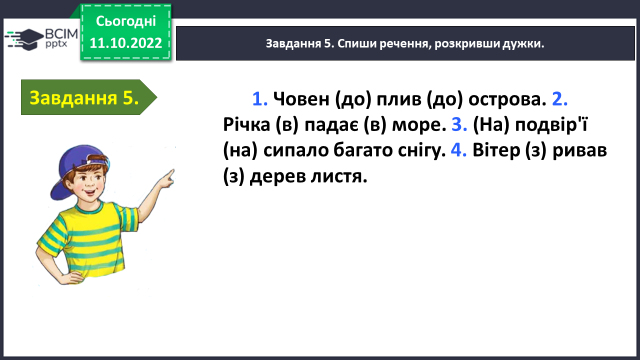 ВСІМ
pptx
Сьогодні
11.10.2022
Завдання 5. Спиши речення, розкривши дужки.
Завдання 5.
1. Човен (до) плив (до) острова. 2.
Річка (в) падає (в) море. 3. (На) подвір'ї
(на) сипало багато снігу. 4. Вітер (з) ривав
(з) дерев листя.